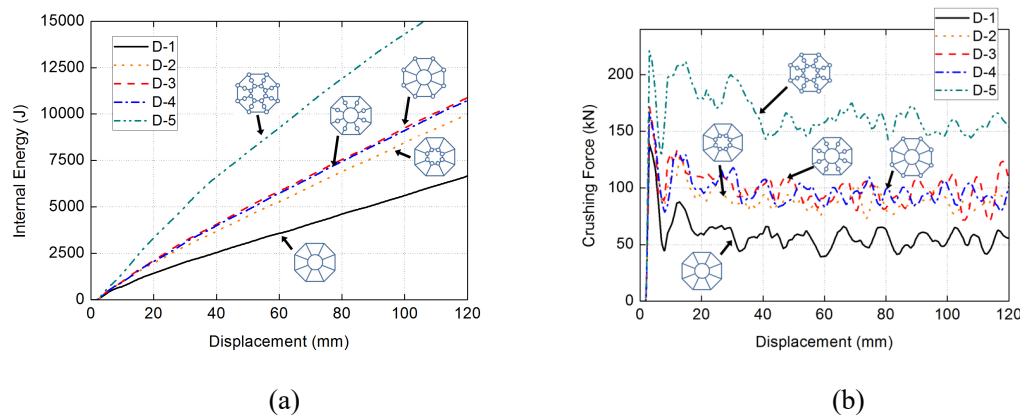 15000
12500
10000
7500
5000
2500
0
Internal Energy (J)
D-1
D-2
D-3
D-4
D-5
0 20 40 60 80 100 120
Displacement (mm)
(a)
200
150
100
50
0
Crushing Force (kN)
D-1
D-2
D-3
D-4
D-5
0 20 40 60 80 100 120
Displacement (mm)
(b)